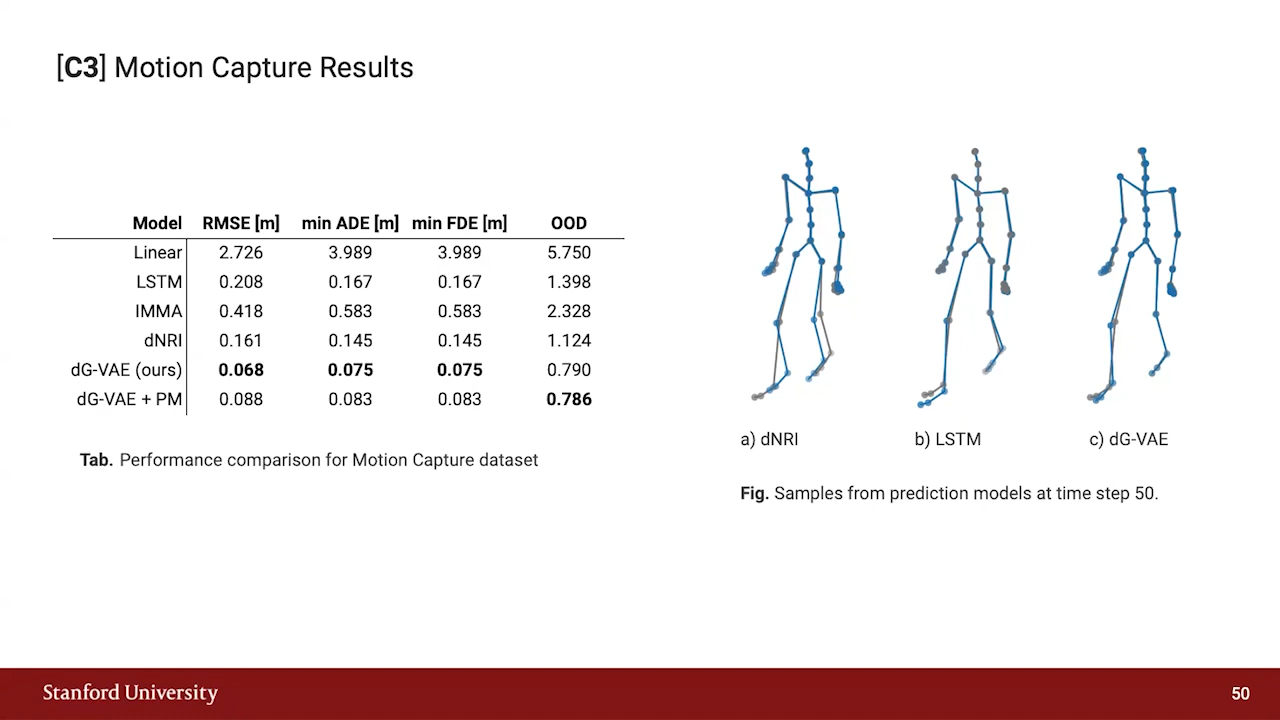 [C3] Motion Capture Results
Model RMSE [m] min ADE [m] min FDE [m] OOD
Linear 2.726 3.989 3.989 5.750
LSTM 0.208 0.167 0.167 1.398
IMMA 0.418 0.583 0.583 2.328
dNRI 0.161 0.145 0.145 1.124
dG-VAE (ours) 0.068 0.075 0.075 0.790
dG-VAE + PM 0.088 0.083 0.083 0.786
Tab. Performance comparison for Motion Capture dataset
a) dNRI b) LSTM c) dG-VAE
Fig. Samples from prediction models at time step 50.
Stanford University 50